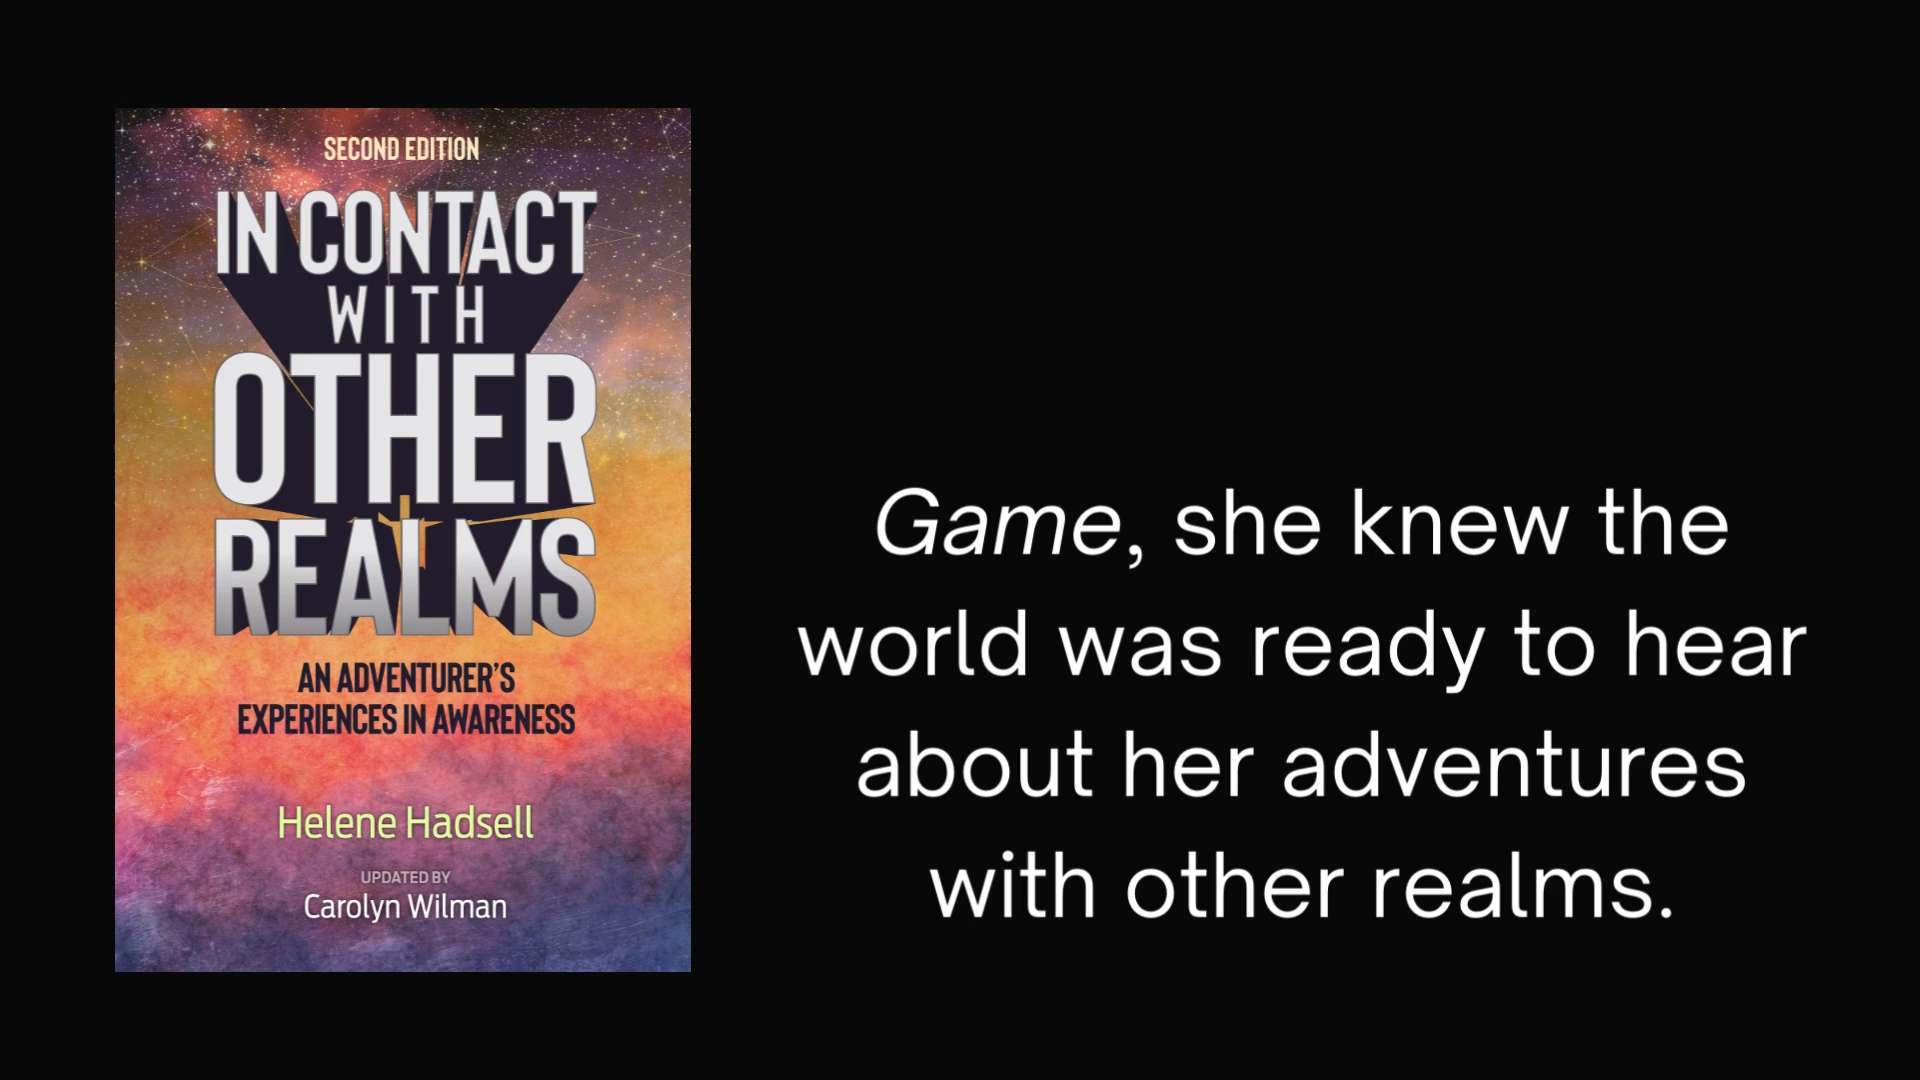 SECOND EDITION
IN CONTACT
WITH
OTHER
REALMS
AN ADVENTURER'S
EXPERIENCES IN AWARENESS
Helene Hadsell
UPDATED BY
Carolyn Wilman
Game, she knew the
world was ready to hear
about her adventures
with other realms.